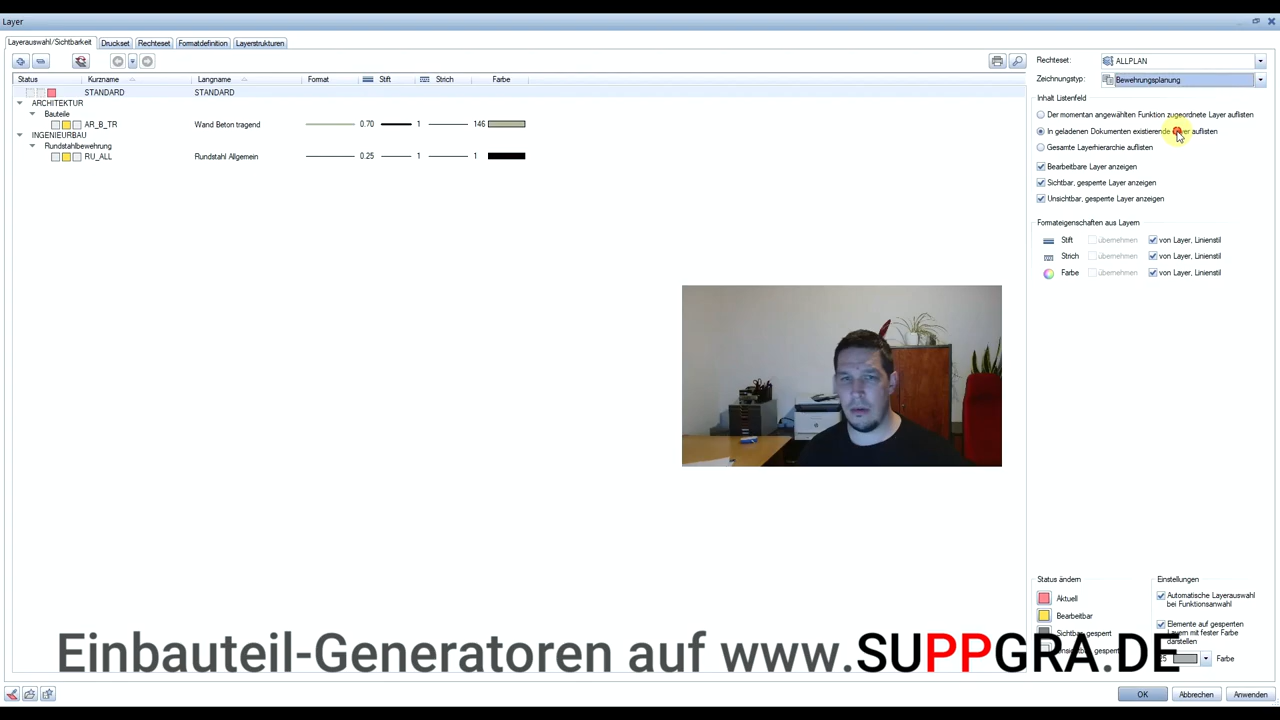 Layer
Layerauswahl/Sichtbarkeit Druckset Rechteset Formatdefinition Layerstrukturen
Status Kurzname Langname Format Stift Strich Farbe
STANDARD STANDARD
ARCHITEKTUR
Bauteile
AR_B_TR Wand Beton tragend 0.70 1 146
INGENIEURBAU
Rundstahlbewehrung
RU_ALL Rundstahl Allgemein 0.25 1 1
Rechteset: ALLPLAN
Zeichnungstyp: Bewehrungsplanung
Inhalt Listenfeld
Der momentan angewählten Funktion zugeordnete Layer auflisten
In geladenen Dokumenten existierende auflisten
Gesamte Layerhierarchie auflisten
Bearbeitbare Layer anzeigen
Sichtbar, gesperrte Layer anzeigen
Unsichtbar, gesperrte Layer anzeigen
Formateigenschaften aus Layern
Stift übernehmen von Layer, Linienstil
Strich übernehmen von Layer, Linienstil
Farbe übernehmen von Layer, Linienstil
Status ändern
Aktuell
Bearbeitbar
Einstellungen
Automatische Layerauswahl
bei Funktionsanwahl
Elemente auf gesperrten
Layern mit fester Farbe
darstellen
Farbe
Einbauteil-Generatoren auf www.SUPPGRA.DE
OK Abbrechen Anwenden